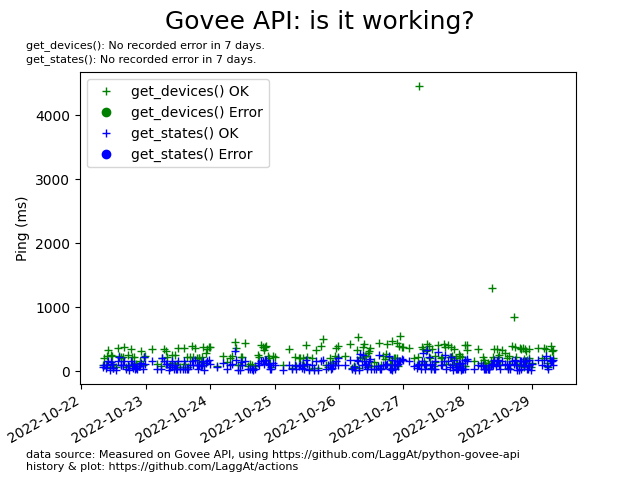 Govee API: is it working?
get_devices(): No recorded error in 7 days.
get_states(): No recorded error in 7 days.
get_devices() OK
get_devices() Error
get_states() OK
get_states() Error
Ping (ms)
4000
3000
2000
1000
0
2022-10-22
2022-10-23
2022-10-24
2022-10-25
2022-10-26
2022-10-27
2022-10-28
2022-10-29
data source: Measured on Govee API, using https://github.com/LaggAt/python-govee-api
history & plot: https://github.com/LaggAt/actions